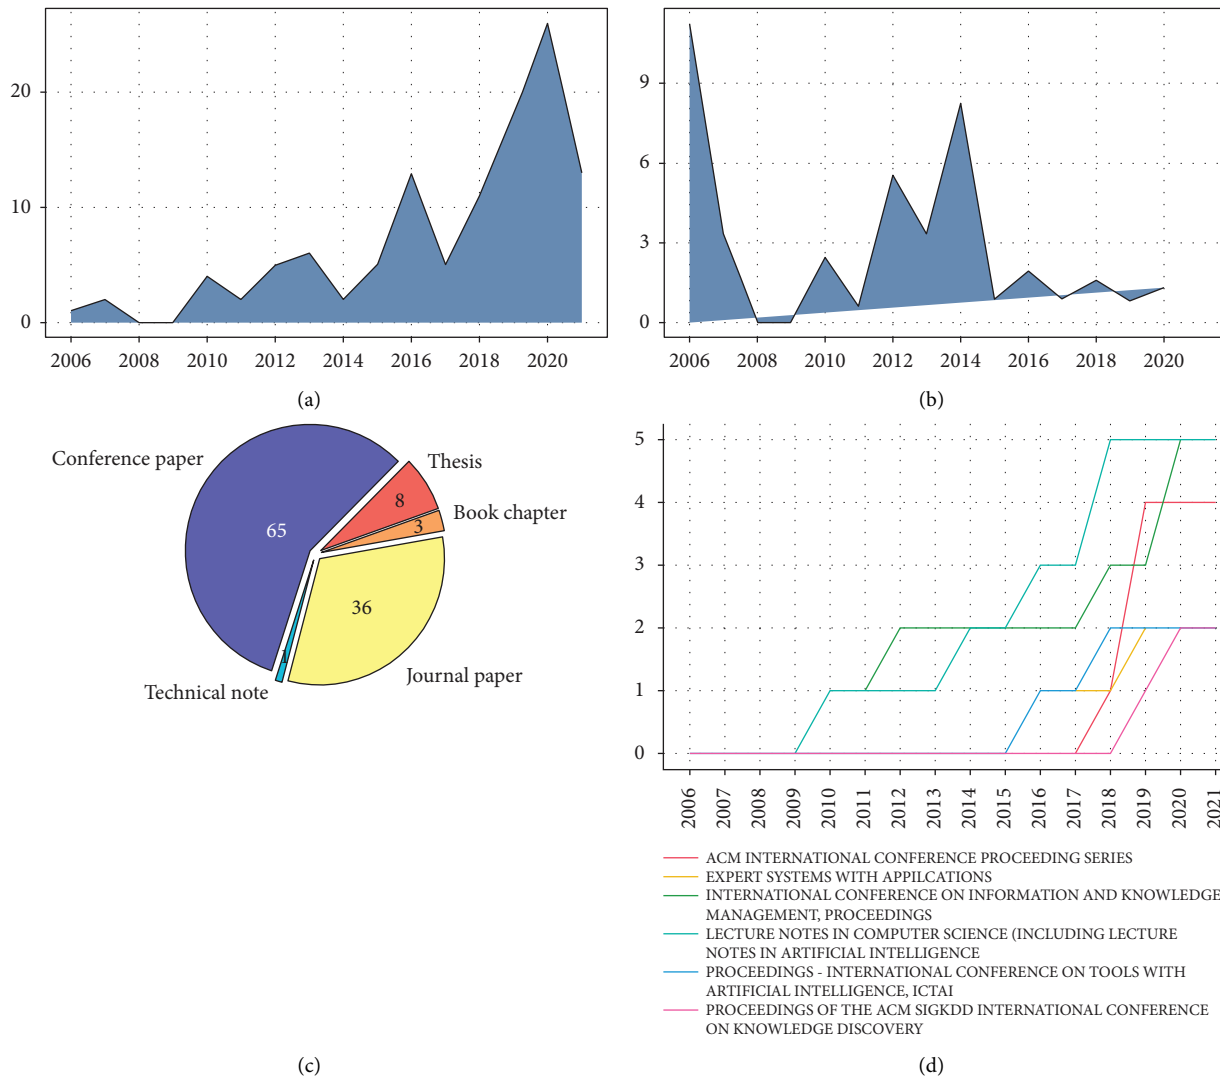 20
10
0
2006 2008 2010 2012 2014 2016 2018 2020
(a)
9
6
3
0
2006 2008 2010 2012 2014 2016 2018 2020
(b)
Conference paper
Thesis
Book chapter
Journal paper
Technical note
65
8
3
36
1
(c)
5
4
3
2
1
0
2006 2007 2008 2009 2010 2011 2012 2013 2014 2015 2016 2017 2018 2019 2020 2021
ACM INTERNATIONAL CONFERENCE PROCEEDING SERIES
EXPERT SYSTEMS WITH APPILCATIONS
INTERNATIONAL CONFERENCE ON INFORMATION AND KNOWLEDGE
MANAGEMENT, PROCEEDINGS
LECTURE NOTES IN COMPUTER SCIENCE (INCLUDING LECTURE
NOTES IN ARTIFICIAL INTELLIGENCE
PROCEEDINGS - INTERNATIONAL CONFERENCE ON TOOLS WITH
ARTIFICIAL INTELLIGENCE, ICTAI
PROCEEDINGS OF THE ACM SIGKDD INTERNATIONAL CONFERENCE
ON KNOWLEDGE DISCOVERY
(d)